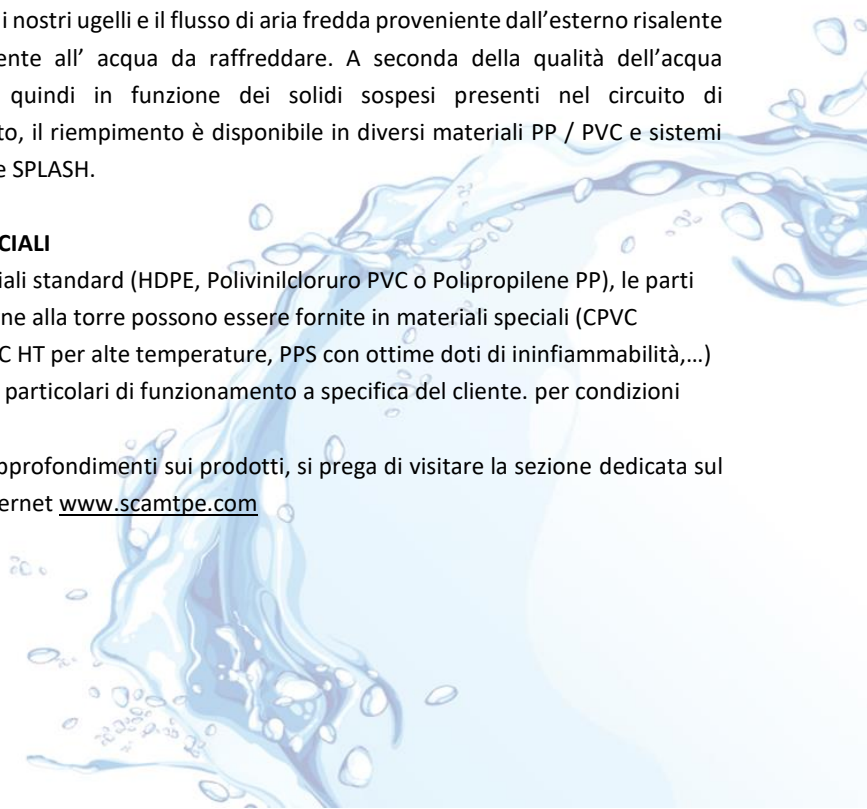 i nostri ugelli e il flusso di aria fredda proveniente dall’esterno risalente
ente all’ acqua da raffreddare. A seconda della qualità dell’acqua
quindi in funzione dei solidi sospesi presenti nel circuito di
to, il riempimento è disponibile in diversi materiali PP / PVC e sistemi
e SPLASH.
CIALI
iali standard (HDPE, Polivinilcloruro PVC o Polipropilene PP), le parti
ne alla torre possono essere fornite in materiali speciali (CPVC
C HT per alte temperature, PPS con ottime doti di ininfiammabilità,…)
particolari di funzionamento a specifica del cliente. per condizioni
pprofondimenti sui prodotti, si prega di visitare la sezione dedicata sul
ernet www.scamtpe.com